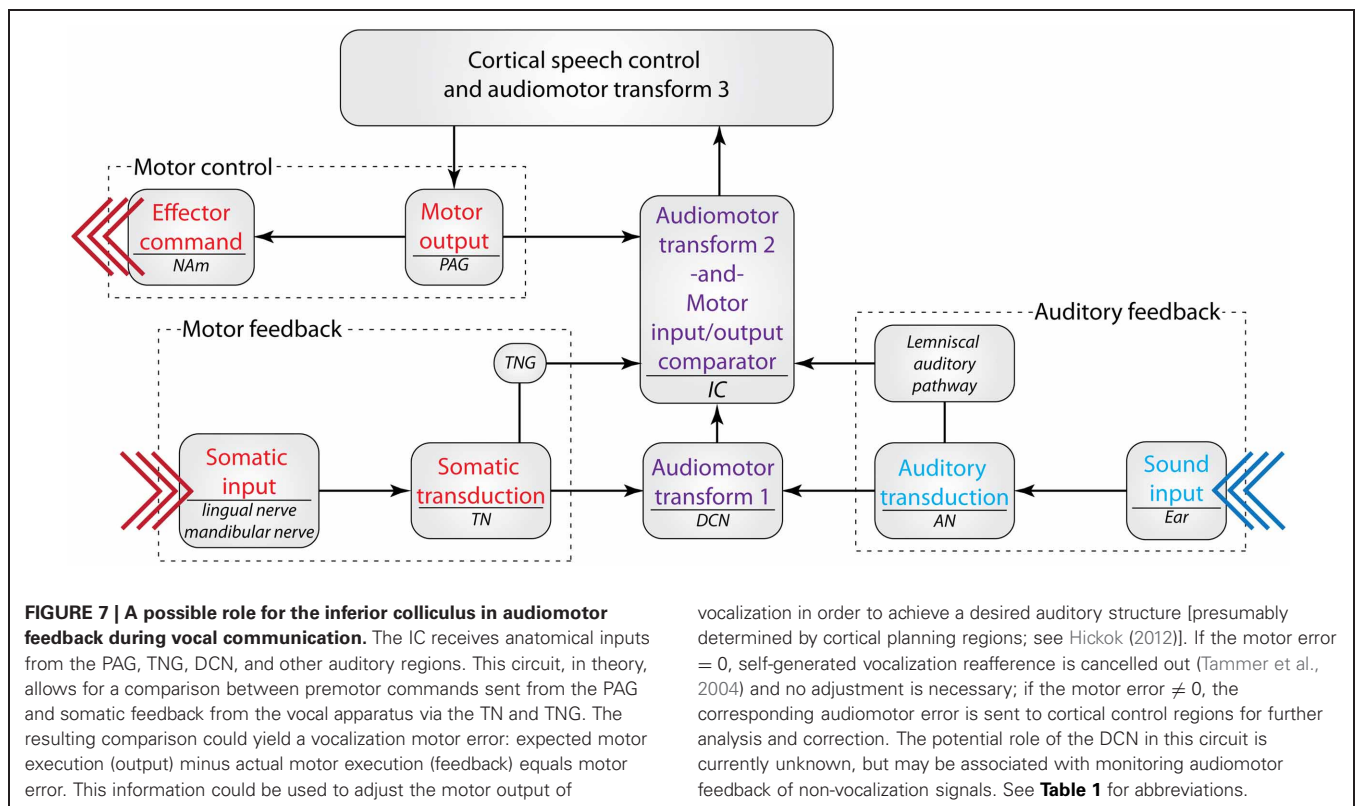 Cortical speech control
and audiomotor transform 3
Motor control
Effector
command
NAm
Motor
output
PAG
Audiomotor
transform 2
-and-
Motor
input/output
comparator
IC
Motor feedback
TNG
Auditory feedback
Lemniscal
auditory
pathway
Somatic
input
lingual nerve
mandibular nerve
Somatic
transduction
TN
Audiomotor
transform 1
DCN
Auditory
transduction
AN
Sound
input
Ear
FIGURE 7 | A possible role for the inferior colliculus in audiomotor
feedback during vocal communication. The IC receives anatomical inputs
from the PAG, TNG, DCN, and other auditory regions. This circuit, in theory,
allows for a comparison between premotor commands sent from the PAG
and somatic feedback from the vocal apparatus via the TN and TNG. The
resulting comparison could yield a vocalization motor error: expected motor
execution (output) minus actual motor execution (feedback) equals motor
error. This information could be used to adjust the motor output of
vocalization in order to achieve a desired auditory structure [presumably
determined by cortical planning regions; see Hickok (2012)]. If the motor error
= 0, self-generated vocalization reafference is cancelled out (Tammer et al.,
2004) and no adjustment is necessary; if the motor error ≠ 0, the
corresponding audiomotor error is sent to cortical control regions for further
analysis and correction. The potential role of the DCN in this circuit is
currently unknown, but may be associated with monitoring audiomotor
feedback of non-vocalization signals. See Table 1 for abbreviations.